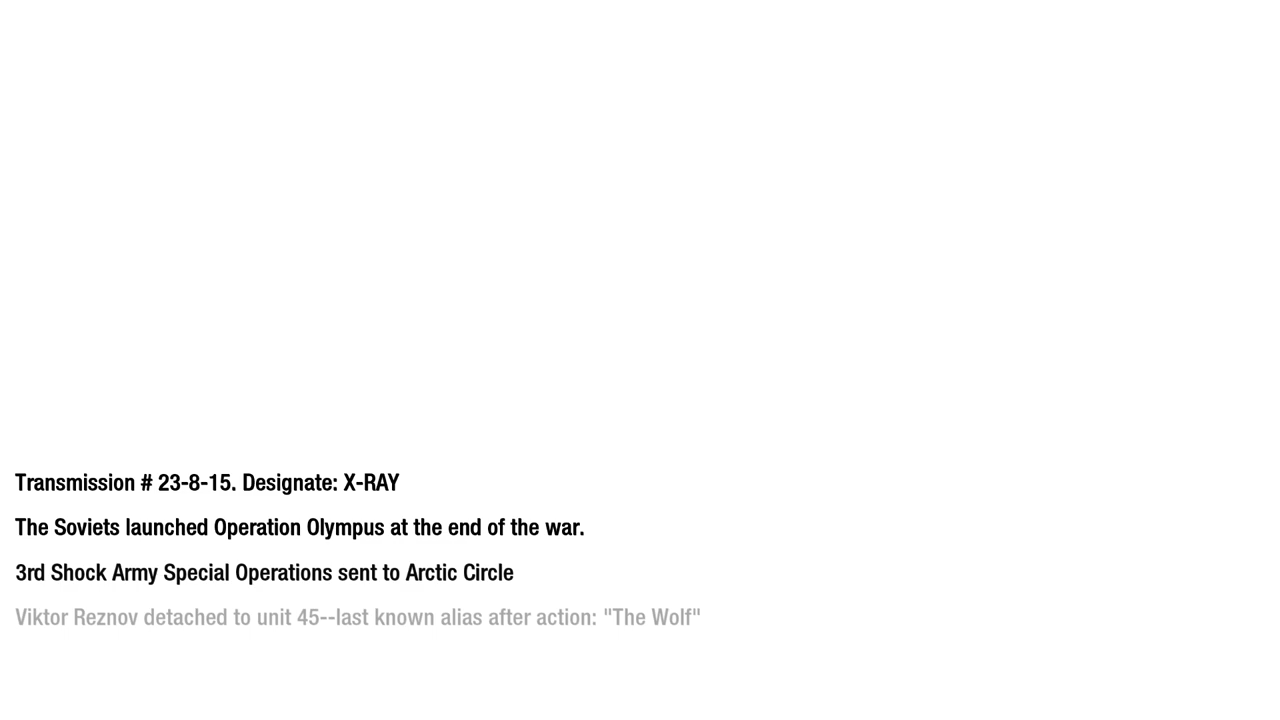 Transmission # 23-8-15. Designate: X-RAY
The Soviets launched Operation Olympus at the end of the war.
3rd Shock Army Special Operations sent to Arctic Circle
Viktor Reznov detached to unit 45--last known alias after action: "The Wolf"